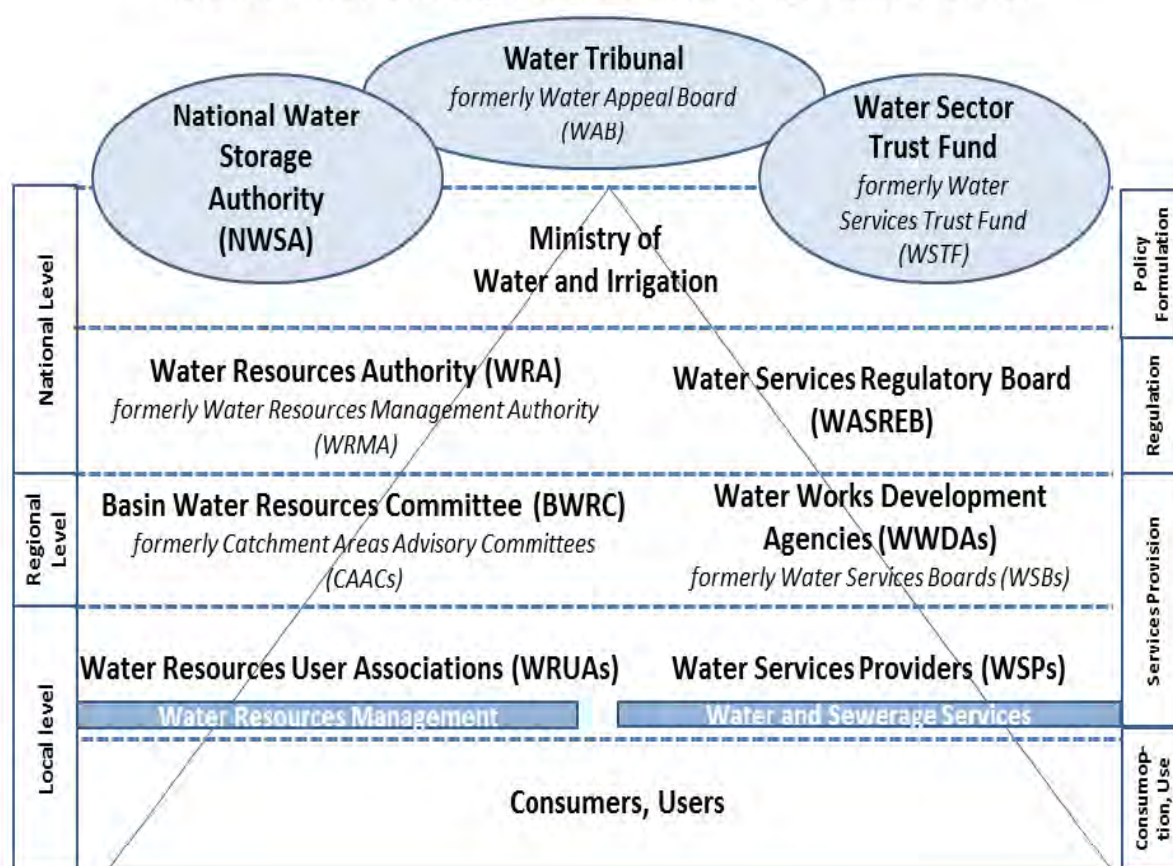 Water Tribunal
formerly Water Appeal Board
(WAB)
National Water
Storage
Authority
(NWSA)
Water Sector
Trust Fund
formerly Water
Services Trust Fund
(WSTF)
National Level
Policy
Formulation
Ministry of
Water and Irrigation
Water Resources Authority (WRA)
formerly Water Resources Management Authority
(WRMA)
Water Services Regulatory Board
(WASREB)
Regulation
Regional
Level
Basin Water Resources Committee (BWRC)
formerly Catchment Areas Advisory Committees
(CAACs)
Water Works Development
Agencies (WWDAs)
formerly Water Services Boards (WSBs)
Services Provision
Local level
Water Resources User Associations (WRUAs)
Water Services Providers (WSPs)
Water Resources Management
Water and Sewerage Services
Consumers, Users
Consumop-
tion, Use